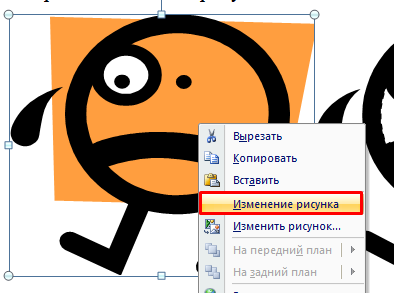 Вырезать
Копировать
Вставить
Изменение рисунка
Изменить рисунок...
На передний план
На задний план